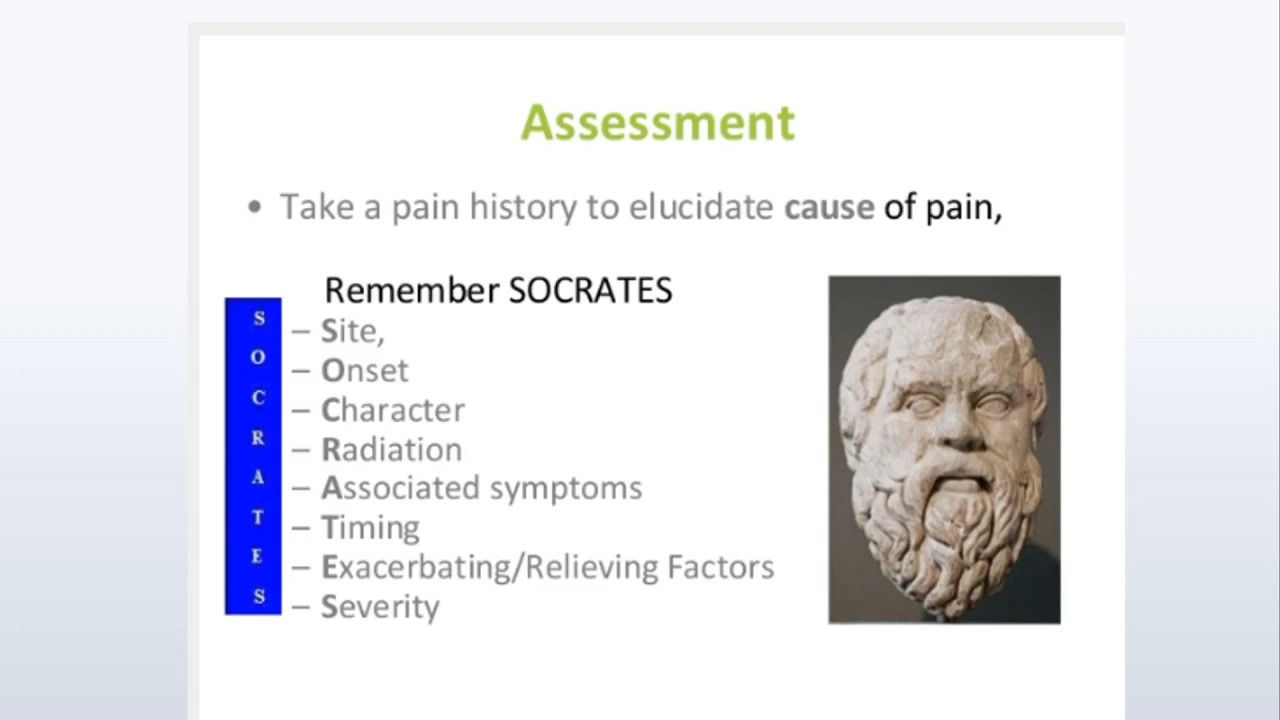 Assessment
• Take a pain history to elucidate cause of pain,
Remember SOCRATES
S
O
C
R
A
T
E
S
– Site,
– Onset
– Character
– Radiation
– Associated symptoms
– Timing
– Exacerbating/Relieving Factors
– Severity